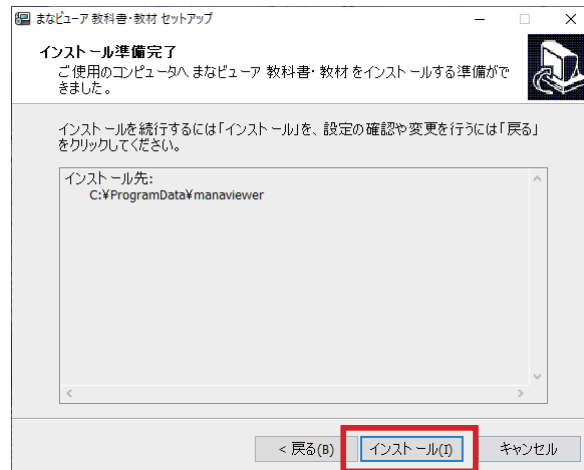 まなビューア 教科書・教材 セットアップ
インストール準備完了
ご使用のコンピュータへ まなビューア 教科書・教材 をインストールする準備がで
きました。
インストールを続行するには「インストール」を、設定の確認や変更を行うには「戻る」
をクリックしてください。
インストール先:
C:¥ProgramData¥manaviewer
< 戻る(B)
インストール(I)
キャンセル